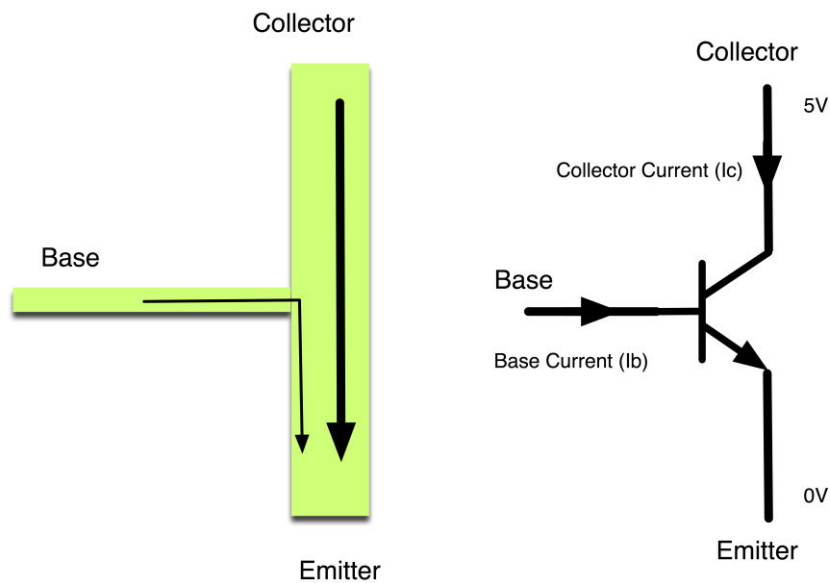 Collector
Base
Emitter
Collector
5V
Collector Current (Ic)
Base
Base Current (Ib)
0V
Emitter